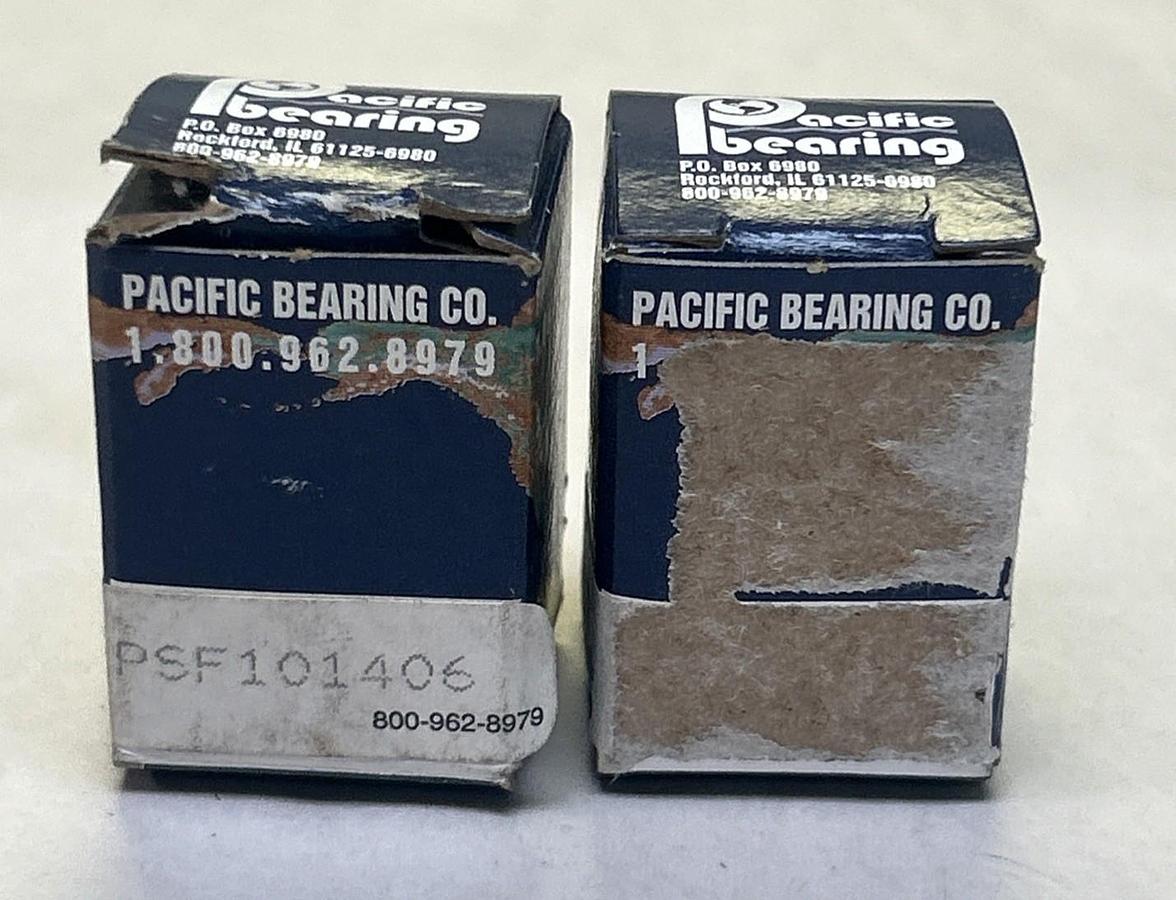 Pacific
bearing
P.O. Box 6980
Rockford, IL 61125-6980
800-962-8979
PACIFIC BEARING CO.
1.800.962.8979
PSF101406
800-962-8979
Pacific
bearing
P.O. Box 6980
Rockford, IL 61125-6980
800-962-8979
PACIFIC BEARING CO.
1